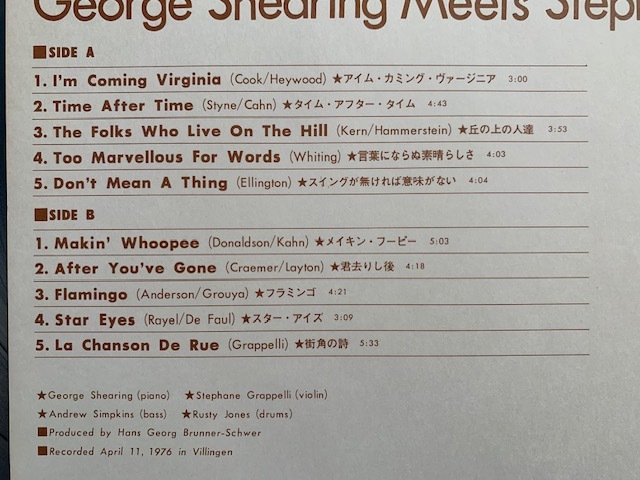 George Shearing Meets Steph
■SIDE A
1. I'm Coming Virginia (Cook/Heywood) ★アイム・カミング・ヴァージニア 3:00
2. Time After Time (Styne/Cahn) ★タイム・アフター・タイム 4:43
3. The Folks Who Live On The Hill (Kern/Hammerstein) ★丘の上の人達 3:53
4. Too Marvellous For Words (Whiting) ★言葉にならぬ素晴らしさ 4:03
5. Don't Mean A Thing (Ellington) ★スイングが無ければ意味がない 4:04
■SIDE B
1. Makin' Whoopee (Donaldson/Kahn) ★メイキン・フーピー 5:03
2. After You've Gone (Craemer/Layton) ★君去りし後 4:18
3. Flamingo (Anderson/Grouya) ★フラミンゴ 4:21
4. Star Eyes (Rayel/De Faul) ★スター・アイズ 3:09
5. La Chanson De Rue (Grappelli) ★街角の詩 5:33
★George Shearing (piano) ★Stephane Grappelli (violin)
★Andrew Simpkins (bass) ★Rusty Jones (drums)
■Produced by Hans Georg Brunner-Schwer
■Recorded April 11, 1976 in Villingen